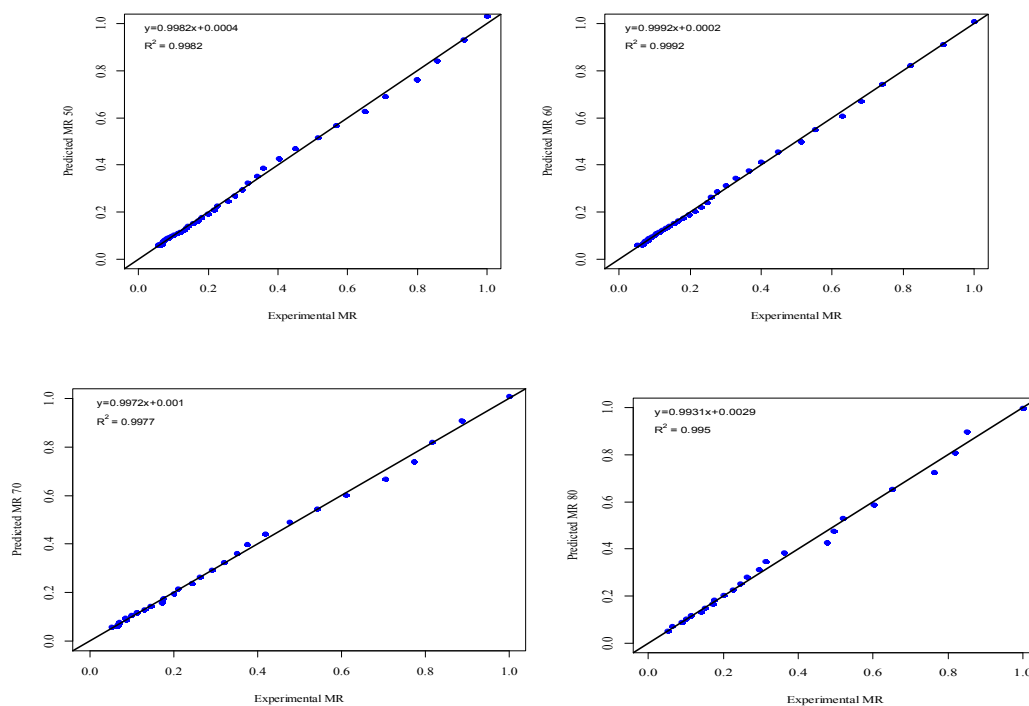 y=0.9982x+0.0004
R² = 0.9982
Predicted MR 50
0.0 0.2 0.4 0.6 0.8 1.0
0.0 0.2 0.4 0.6 0.8 1.0
Experimental MR
y=0.9992x+0.0002
R² = 0.9992
Predicted MR 60
0.0 0.2 0.4 0.6 0.8 1.0
0.0 0.2 0.4 0.6 0.8 1.0
Experimental MR
y=0.9972x+0.001
R² = 0.9977
Predicted MR 70
0.0 0.2 0.4 0.6 0.8 1.0
0.0 0.2 0.4 0.6 0.8 1.0
Experimental MR
y=0.9931x+0.0029
R² = 0.995
Predicted MR 80
0.0 0.2 0.4 0.6 0.8 1.0
0.0 0.2 0.4 0.6 0.8 1.0
Experimental MR